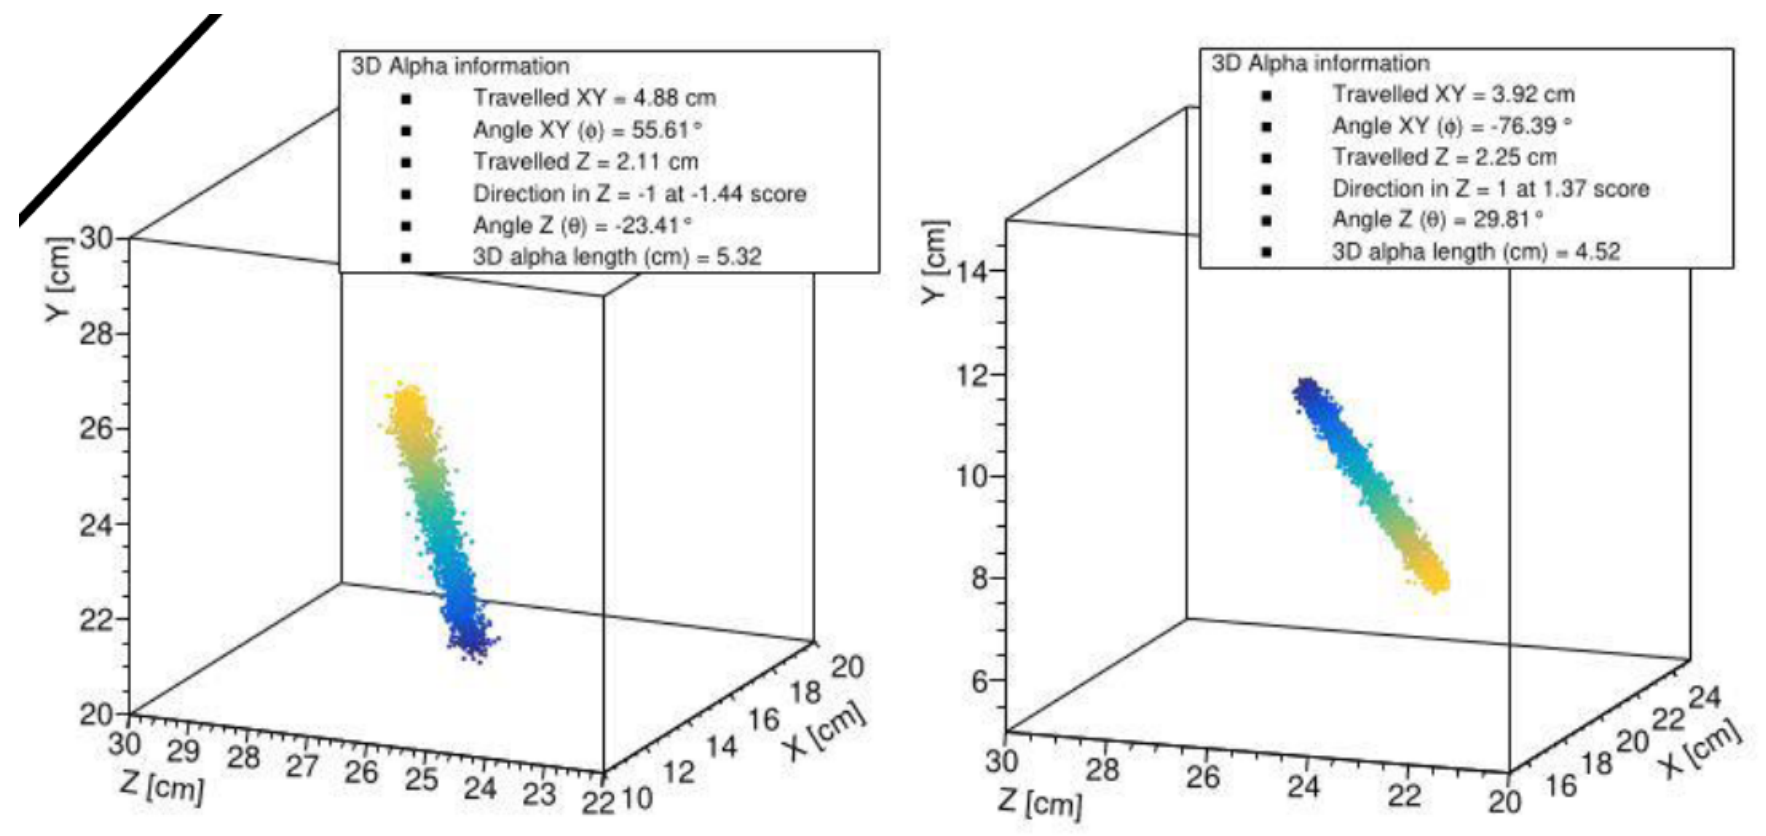 3D Alpha information
■ Travelled XY = 4.88 cm
■ Angle XY (ϕ) = 55.61°
■ Travelled Z = 2.11 cm
■ Direction in Z = -1 at -1.44 score
■ Angle Z (θ) = -23.41°
■ 3D alpha length (cm) = 5.32
Y [cm]
30
28
26
24
22
20
30 29 28 27 26 25 24 23 22
Z [cm]
10 12 14 16 18 20
X [cm]
3D Alpha information
■ Travelled XY = 3.92 cm
■ Angle XY (ϕ) = -76.39 °
■ Travelled Z = 2.25 cm
■ Direction in Z = 1 at 1.37 score
■ Angle Z (θ) = 29.81°
■ 3D alpha length (cm) = 4.52
Y [cm]
14
12
10
8
6
30 28 26 24 22 20
Z [cm]
16 18 20 22 24
X [cm]